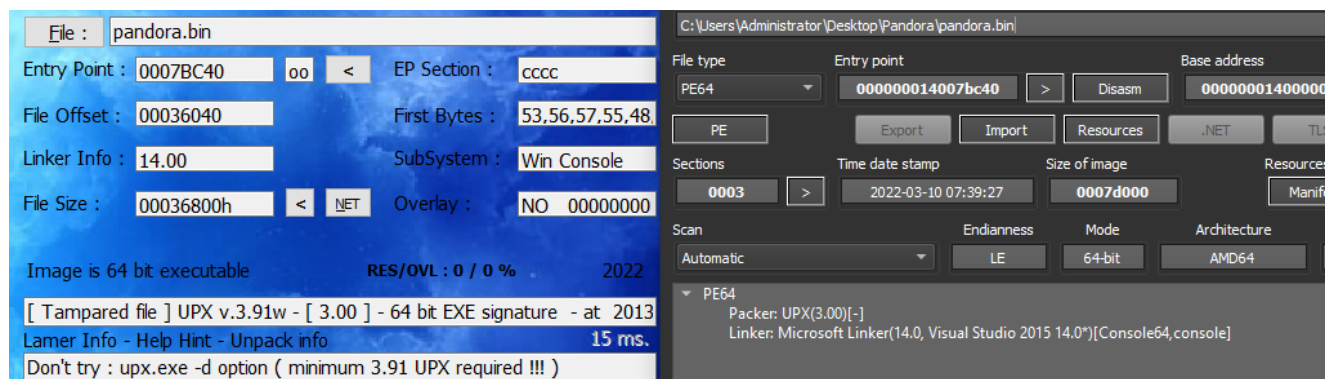 File : pandora.bin
Entry Point : 0007BC40 oo < EP Section : cccc
File Offset : 00036040 First Bytes : 53,56,57,55,48
Linker Info : 14.00 SubSystem : Win Console
File Size : 00036800h < NET Overlay : NO 00000000
Image is 64 bit executable RES/OVL : 0 / 0 % 2022
[ Tampared file ] UPX v.3.91w - [ 3.00 ] - 64 bit EXE signature - at 2013
Lamer Info - Help Hint - Unpack info 15 ms.
Don't try : upx.exe -d option ( minimum 3.91 UPX required !!! )
C:\Users\Administrator\Desktop\Pandora\pandora.bin
File type Entry point Base address
PE64 000000014007bc40 > Disasm 00000001400000
PE Export Import Resources .NET TLS
Sections Time date stamp Size of image Resources
0003 > 2022-03-10 07:39:27 0007d000 Manif
Scan Endianness Mode Architecture
Automatic LE 64-bit AMD64
PE64
Packer: UPX(3.00)[-]
Linker: Microsoft Linker(14.0, Visual Studio 2015 14.0*)[Console64,console]